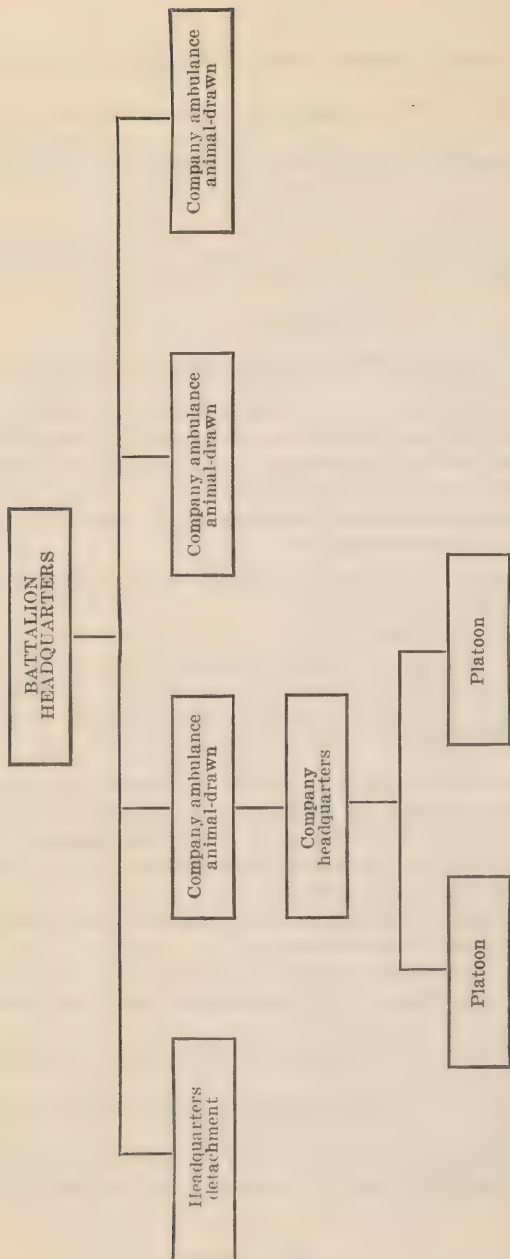 BATTALION
HEADQUARTERS
Headquarters
detachment
Company ambulance
animal-drawn
Company ambulance
animal-drawn
Company ambulance
animal-drawn
Company
headquarters
Platoon
Platoon